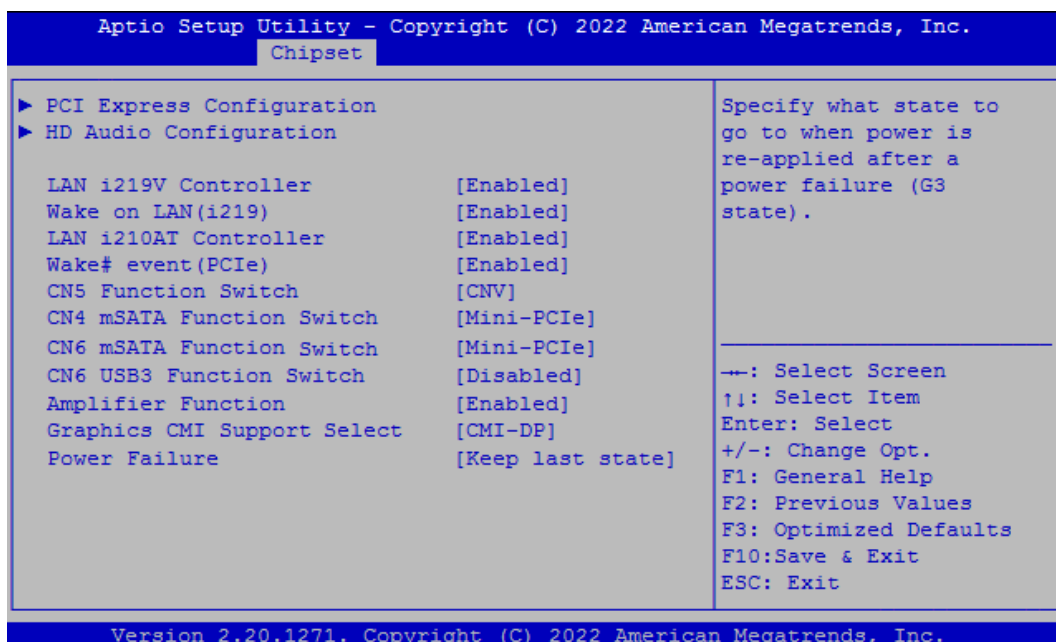 Aptio Setup Utility – Copyright (C) 2022 American Megatrends, Inc.
Chipset
► PCI Express Configuration
► HD Audio Configuration
LAN i219V Controller [Enabled]
Wake on LAN(i219) [Enabled]
LAN i210AT Controller [Enabled]
Wake# event(PCIe) [Enabled]
CN5 Function Switch [CNV]
CN4 mSATA Function Switch [Mini-PCIe]
CN6 mSATA Function Switch [Mini-PCIe]
CN6 USB3 Function Switch [Disabled]
Amplifier Function [Enabled]
Graphics CMI Support Select [CMI-DP]
Power Failure [Keep last state]
Specify what state to
go to when power is
re-applied after a
power failure (G3
state).
→←: Select Screen
↑↓: Select Item
Enter: Select
+/-: Change Opt.
F1: General Help
F2: Previous Values
F3: Optimized Defaults
F10:Save & Exit
ESC: Exit
Version 2.20.1271. Copyright (C) 2022 American Megatrends, Inc.